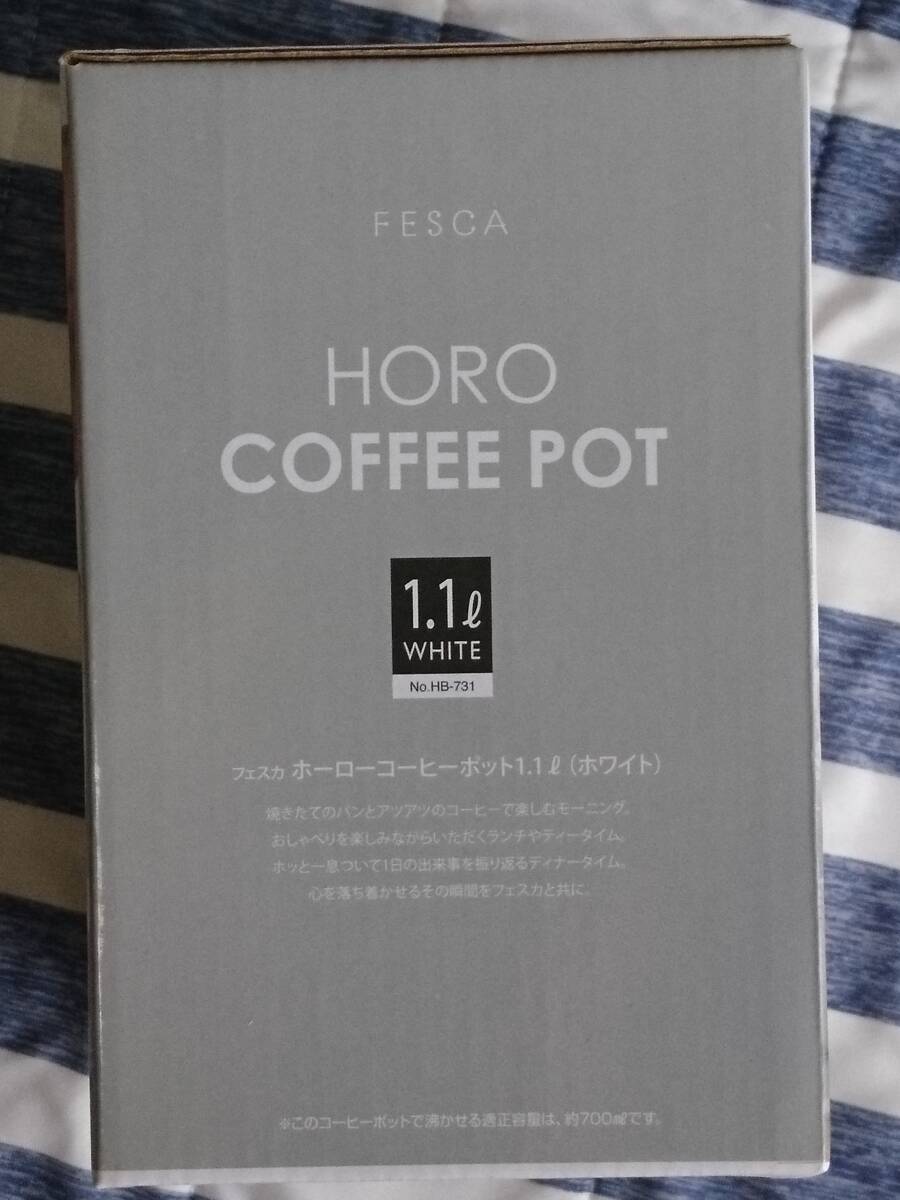 FESCA
HORO
COFFEE POT
1.1ℓ
WHITE
No.HB-731
フェスカ ホーローコーヒーポット1.1ℓ(ホワイト)
焼きたてのパンとアツアツのコーヒーで楽しむモーニング。
おしゃべりを楽しみながらいただくランチやティータイム。
ホッと一息ついて1日の出来事を振り返るディナータイム。
心を落ち着かせるその瞬間をフェスカと共に。
※このコーヒーポットで沸かせる適正容量は、約700mℓです。